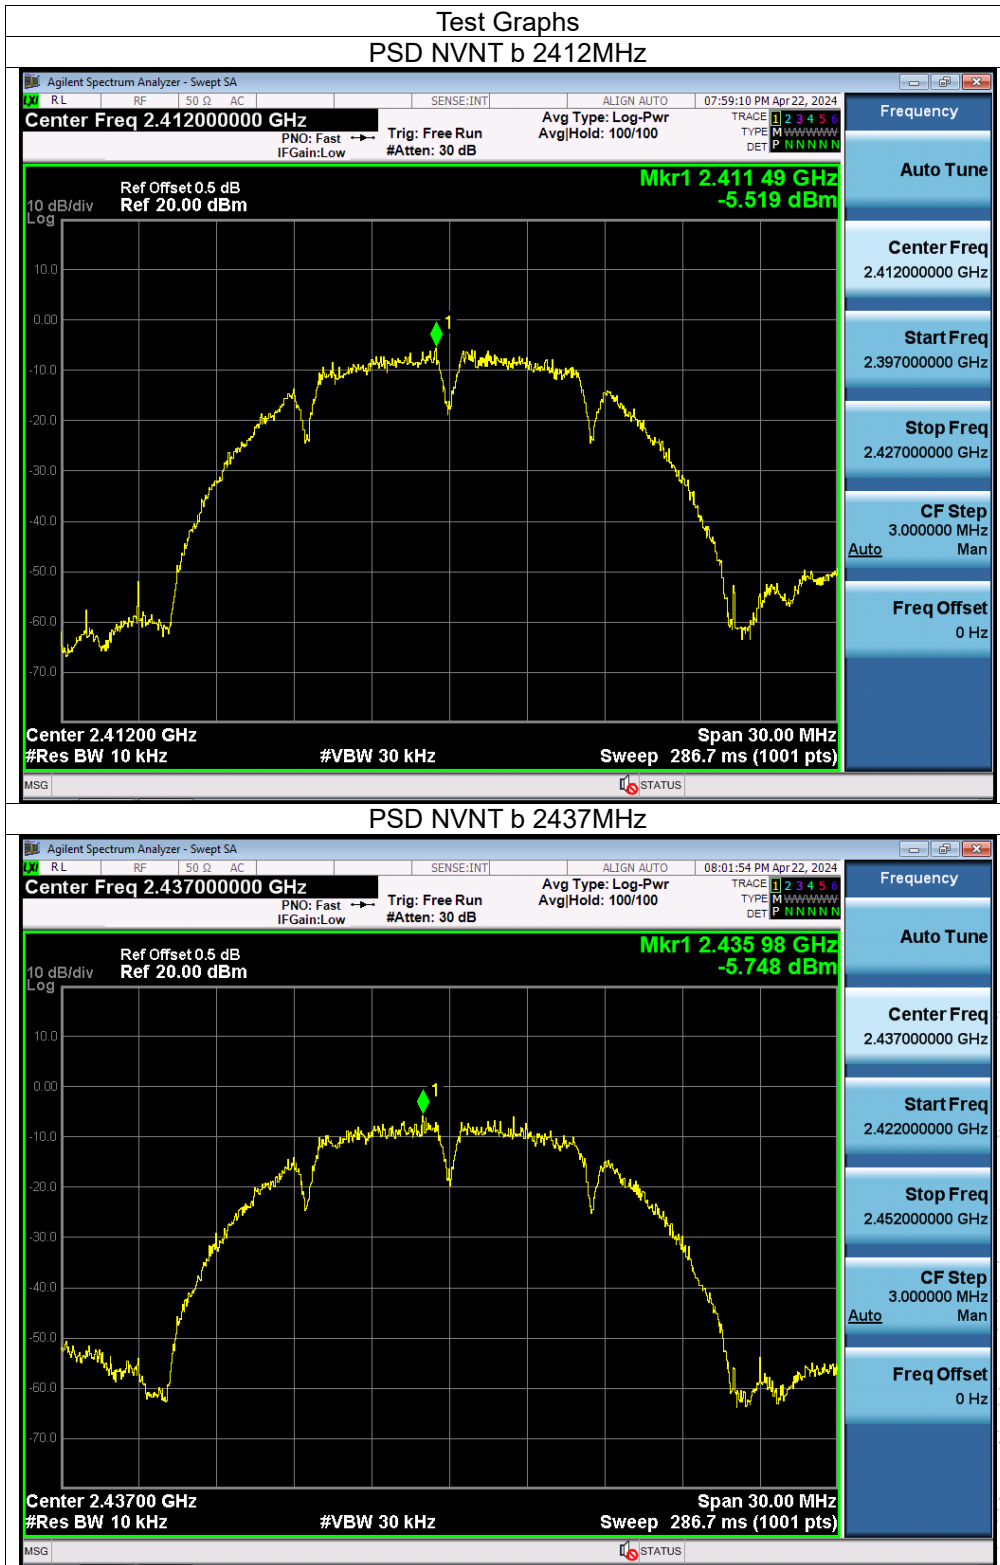 Test Graphs
PSD NVNT b 2412MHz
Agilent Spectrum Analyzer - Swept SA
LXI RL RF 50 Ω AC SENSE:INT ALIGN AUTO 07:59:10 PM Apr 22, 2024
Center Freq 2.412000000 GHz
PNO: Fast
IFGain:Low
Trig: Free Run
#Atten: 30 dB
Avg Type: Log-Pwr
Avg|Hold: 100/100
TRACE 1 2 3 4 5 6
TYPE M WWWWW
DET P N N N N N
Frequency
Auto Tune
Mkr1 2.411 49 GHz
-5.519 dBm
Ref Offset 0.5 dB
10 dB/div Ref 20.00 dBm
Log
10.0
0.00
-10.0
-20.0
-30.0
-40.0
-50.0
-60.0
-70.0
1
Center Freq
2.412000000 GHz
Start Freq
2.397000000 GHz
Stop Freq
2.427000000 GHz
CF Step
3.000000 MHz
Auto Man
Freq Offset
0 Hz
Center 2.41200 GHz Span 30.00 MHz
#Res BW 10 kHz #VBW 30 kHz Sweep 286.7 ms (1001 pts)
MSG STATUS
PSD NVNT b 2437MHz
Agilent Spectrum Analyzer - Swept SA
LXI RL RF 50 Ω AC SENSE:INT ALIGN AUTO 08:01:54 PM Apr 22, 2024
Center Freq 2.437000000 GHz
PNO: Fast
IFGain:Low
Trig: Free Run
#Atten: 30 dB
Avg Type: Log-Pwr
Avg|Hold: 100/100
TRACE 1 2 3 4 5 6
TYPE M WWWWW
DET P N N N N N
Frequency
Auto Tune
Mkr1 2.435 98 GHz
-5.748 dBm
Ref Offset 0.5 dB
10 dB/div Ref 20.00 dBm
Log
10.0
0.00
-10.0
-20.0
-30.0
-40.0
-50.0
-60.0
-70.0
1
Center Freq
2.437000000 GHz
Start Freq
2.422000000 GHz
Stop Freq
2.452000000 GHz
CF Step
3.000000 MHz
Auto Man
Freq Offset
0 Hz
Center 2.43700 GHz Span 30.00 MHz
#Res BW 10 kHz #VBW 30 kHz Sweep 286.7 ms (1001 pts)
MSG STATUS